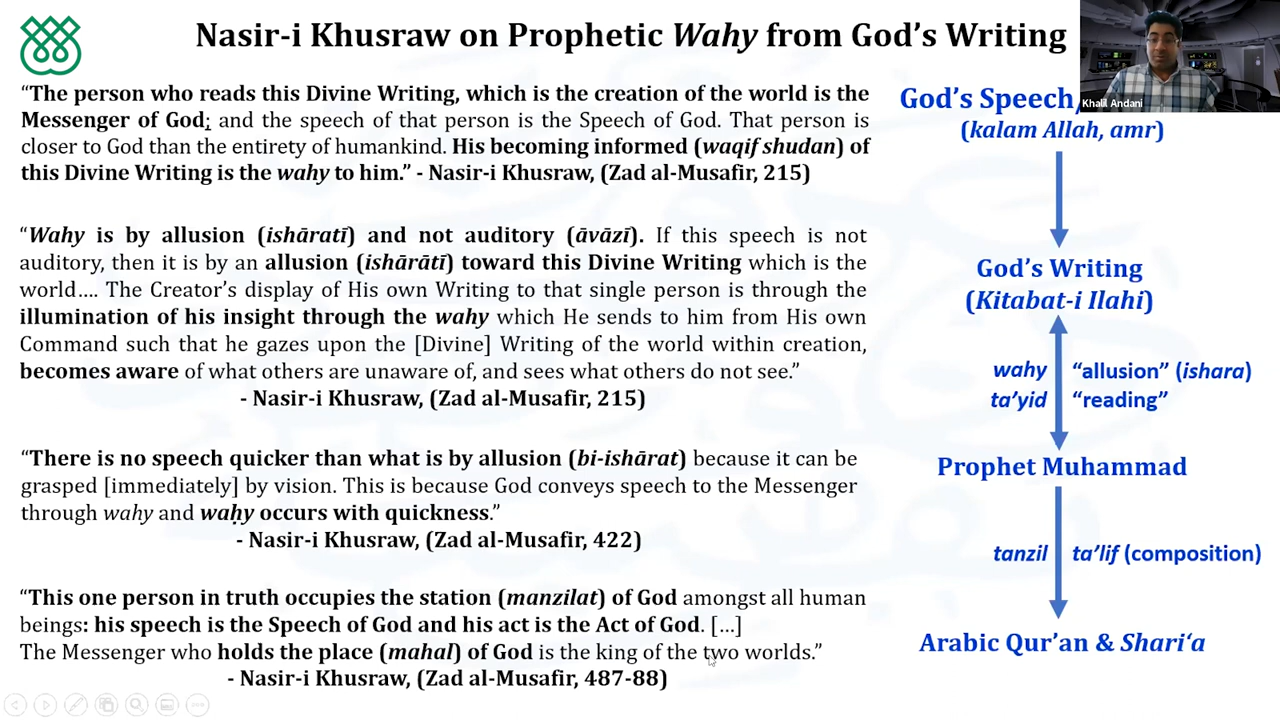 Nasir-i Khusraw on Prophetic Wahy from God's Writing
“The person who reads this Divine Writing, which is the creation of the world is the
Messenger of God; and the speech of that person is the Speech of God. That person is
closer to God than the entirety of humankind. His becoming informed (waqif shudan) of
this Divine Writing is the wahy to him.” - Nasir-i Khusraw, (Zad al-Musafir, 215)
“Wahy is by allusion (ishāratī) and not auditory (āvāzī). If this speech is not
auditory, then it is by an allusion (ishārātī) toward this Divine Writing which is the
world…. The Creator’s display of His own Writing to that single person is through the
illumination of his insight through the wahy which He sends to him from His own
Command such that he gazes upon the [Divine] Writing of the world within creation,
becomes aware of what others are unaware of, and sees what others do not see.”
- Nasir-i Khusraw, (Zad al-Musafir, 215)
“There is no speech quicker than what is by allusion (bi-ishārat) because it can be
grasped [immediately] by vision. This is because God conveys speech to the Messenger
through wahy and waḥy occurs with quickness.”
- Nasir-i Khusraw, (Zad al-Musafir, 422)
“This one person in truth occupies the station (manzilat) of God amongst all human
beings: his speech is the Speech of God and his act is the Act of God. […]
The Messenger who holds the place (mahal) of God is the king of the two worlds.”
- Nasir-i Khusraw, (Zad al-Musafir, 487-88)
Khalil Andani
God’s Speech
(kalam Allah, amr)
God’s Writing
(Kitabat-i Ilahi)
wahy “allusion” (ishara)
ta’yid “reading”
Prophet Muhammad
tanzil ta’lif (composition)
Arabic Qur’an & Shari‘a